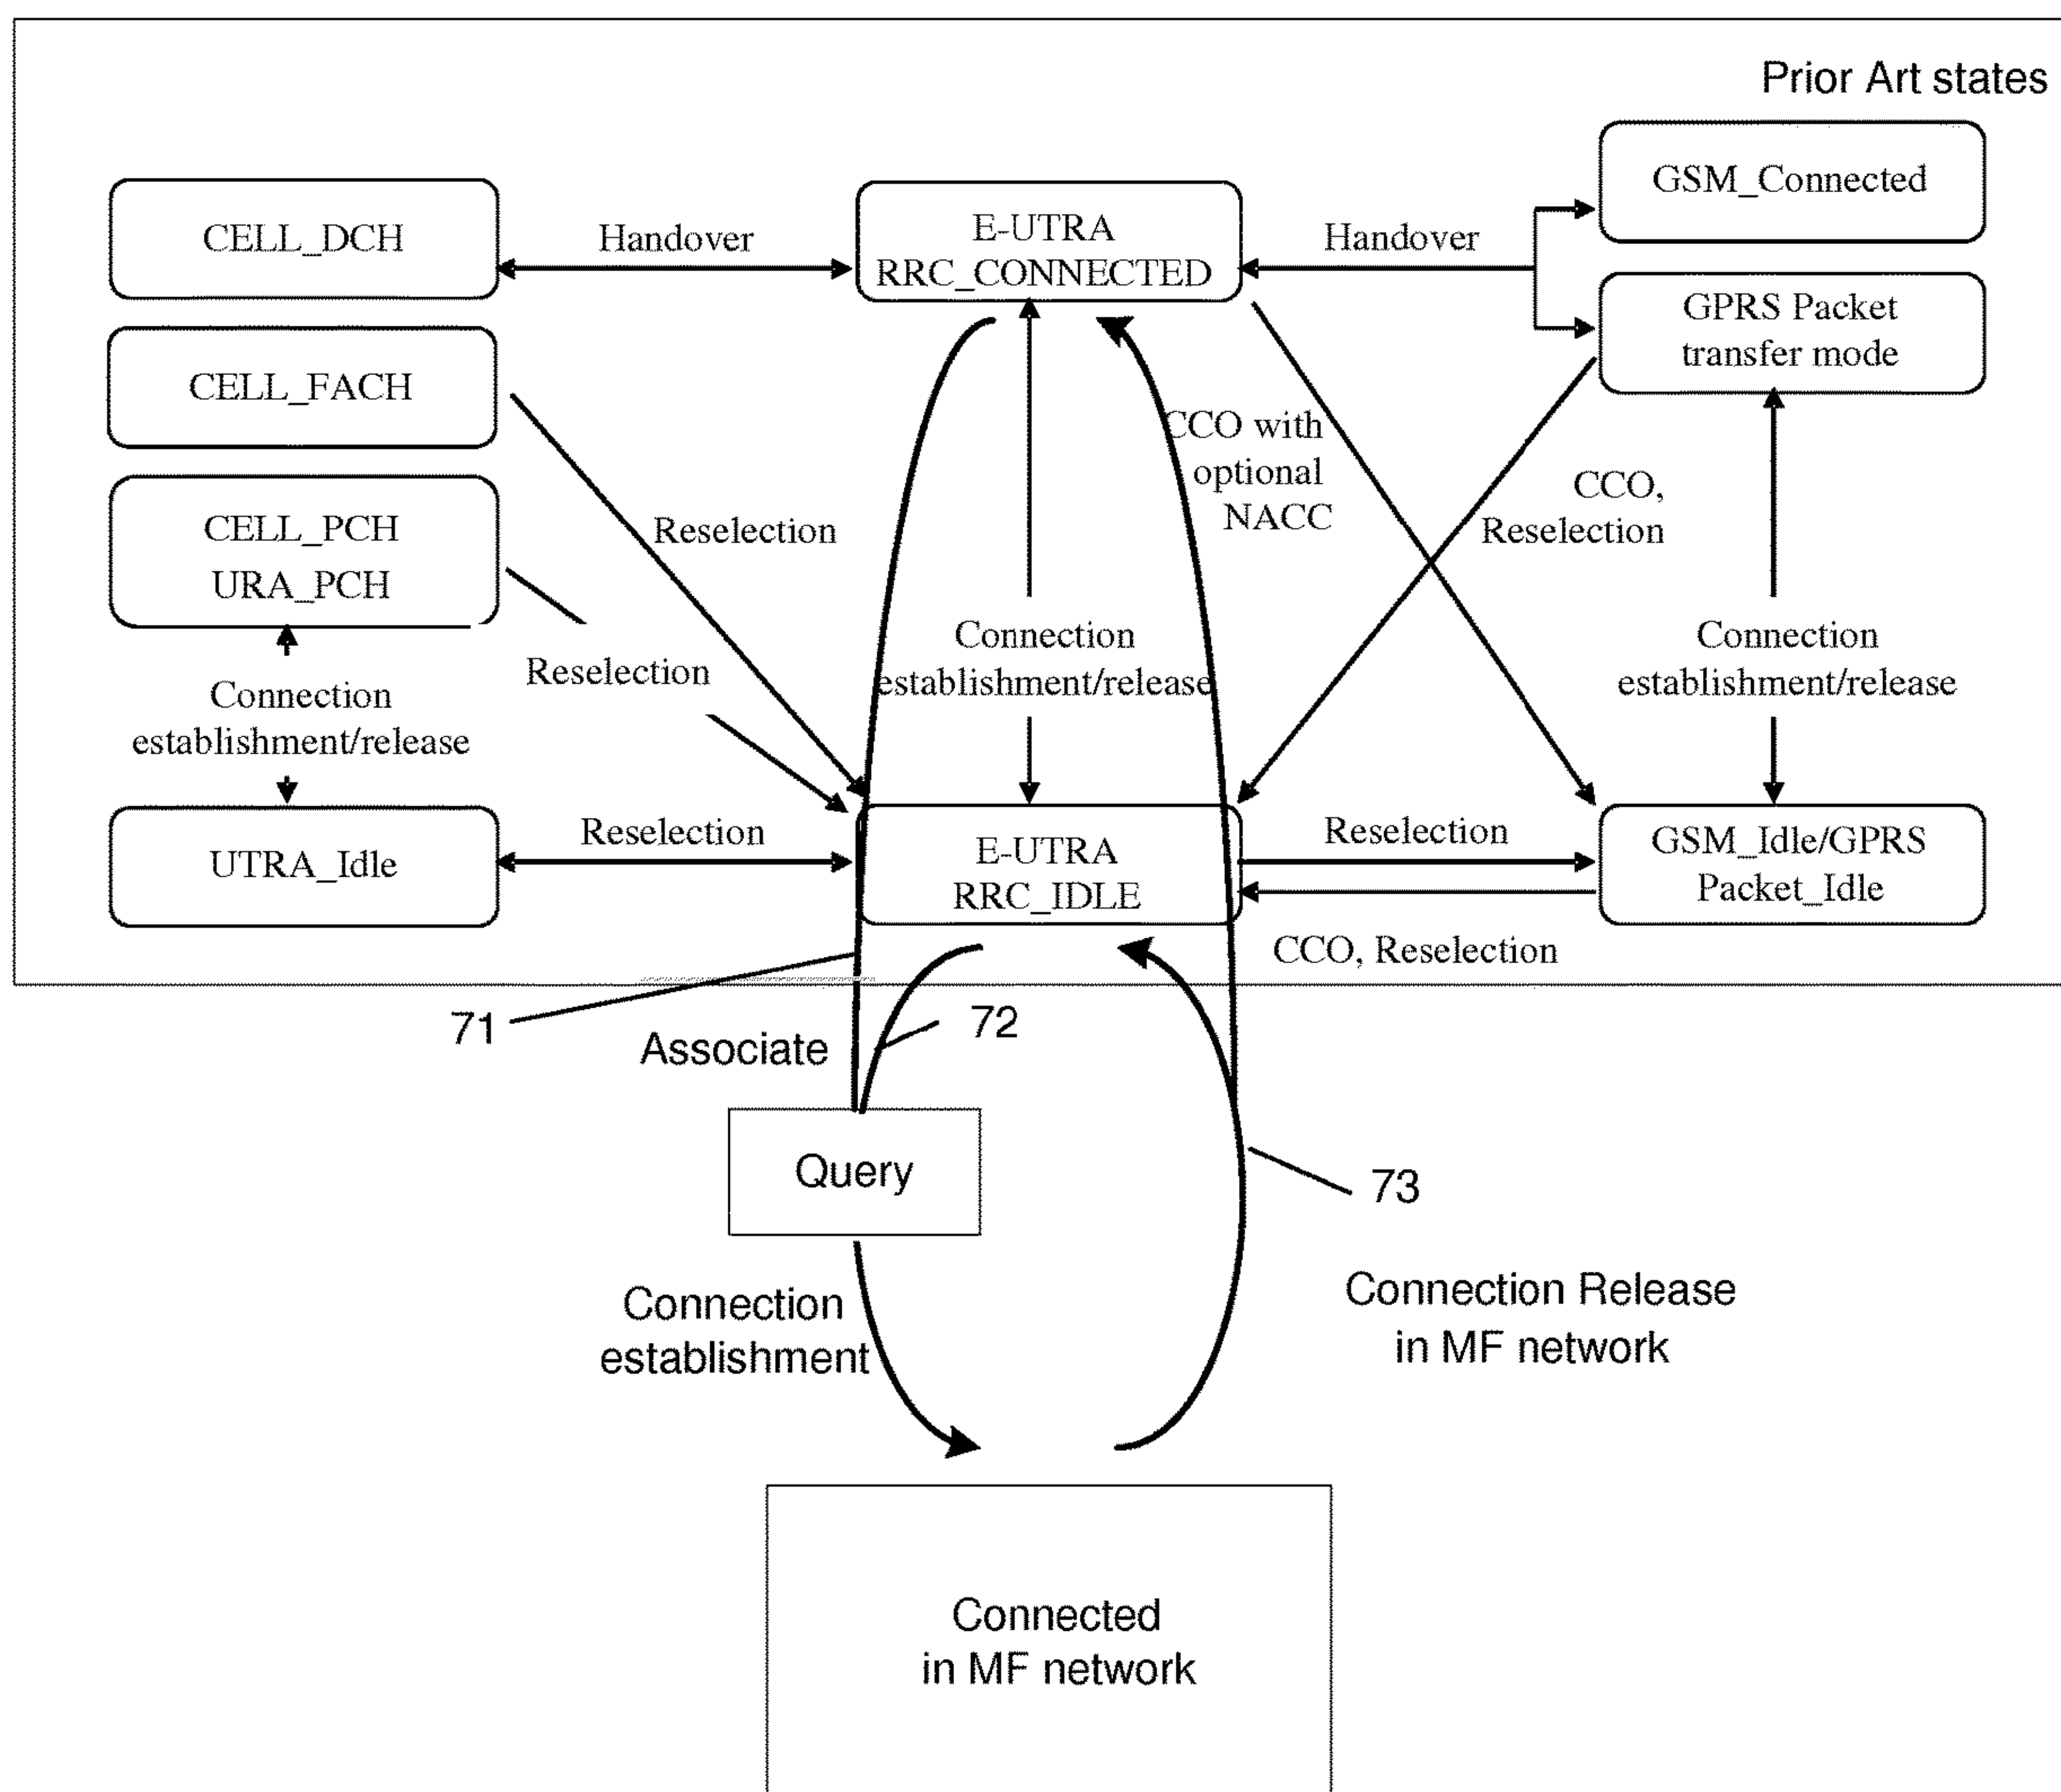 Prior Art states
GSM_Connected
CELL_DCH
Handover
E-UTRA
RRC_CONNECTED
Handover
GPRS Packet
transfer mode
CELL_FACH
CCO with
optional
NACC
CCO,
Reselection
CELL_PCH
URA_PCH
Reselection
Reselection
Connection
establishment/release
Connection
establishment/release
Connection
establishment/release
UTRA_Idle
Reselection
E-UTRA
RRC_IDLE
Reselection
GSM_Idle/GPRS
Packet_Idle
CCO, Reselection
71
Associate
72
Query
73
Connection
establishment
Connection Release
in MF network
Connected
in MF network